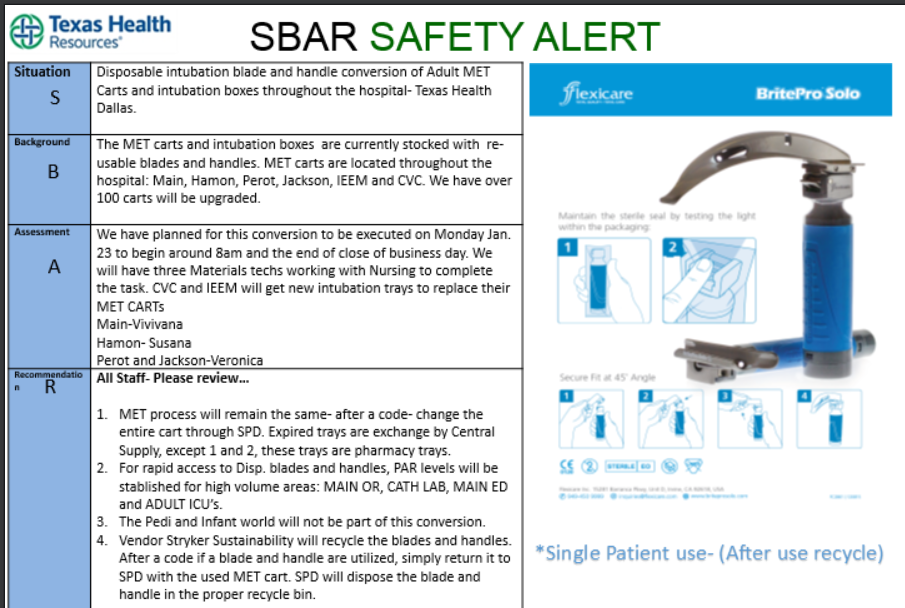 Texas Health
Resources®
SBAR SAFETY ALERT
Situation
S
Disposable intubation blade and handle conversion of Adult MET
Carts and intubation boxes throughout the hospital- Texas Health
Dallas.
Background
B
The MET carts and intubation boxes  are currently stocked with  re-
usable blades and handles. MET carts are located throughout the
hospital: Main, Hamon, Perot, Jackson, IEEM and CVC. We have over
100 carts will be upgraded.
Assessment
A
We have planned for this conversion to be executed on Monday Jan.
23 to begin around 8am and the end of close of business day. We
will have three Materials techs working with Nursing to complete
the task. CVC and IEEM will get new intubation trays to replace their
MET CARTs
Main-Vivivana
Hamon- Susana
Perot and Jackson-Veronica
Recommendatio
n
R
All Staff- Please review...
1. MET process will remain the same- after a code- change the
entire cart through SPD. Expired trays are exchange by Central
Supply, except 1 and 2, these trays are pharmacy trays.
2. For rapid access to Disp. blades and handles, PAR levels will be
stablished for high volume areas: MAIN OR, CATH LAB, MAIN ED
and ADULT ICU's.
3. The Pedi and Infant world will not be part of this conversion.
4. Vendor Stryker Sustainability will recycle the blades and handles.
After a code if a blade and handle are utilized, simply return it to
SPD with the used MET cart. SPD will dispose the blade and
handle in the proper recycle bin.
flexicare
BritePro Solo
Maintain the sterile seal by testing the light
within the packaging:
1
2
Secure Fit at 45° Angle
1
2
3
4
CE
STERILE EO
*Single Patient use- (After use recycle)